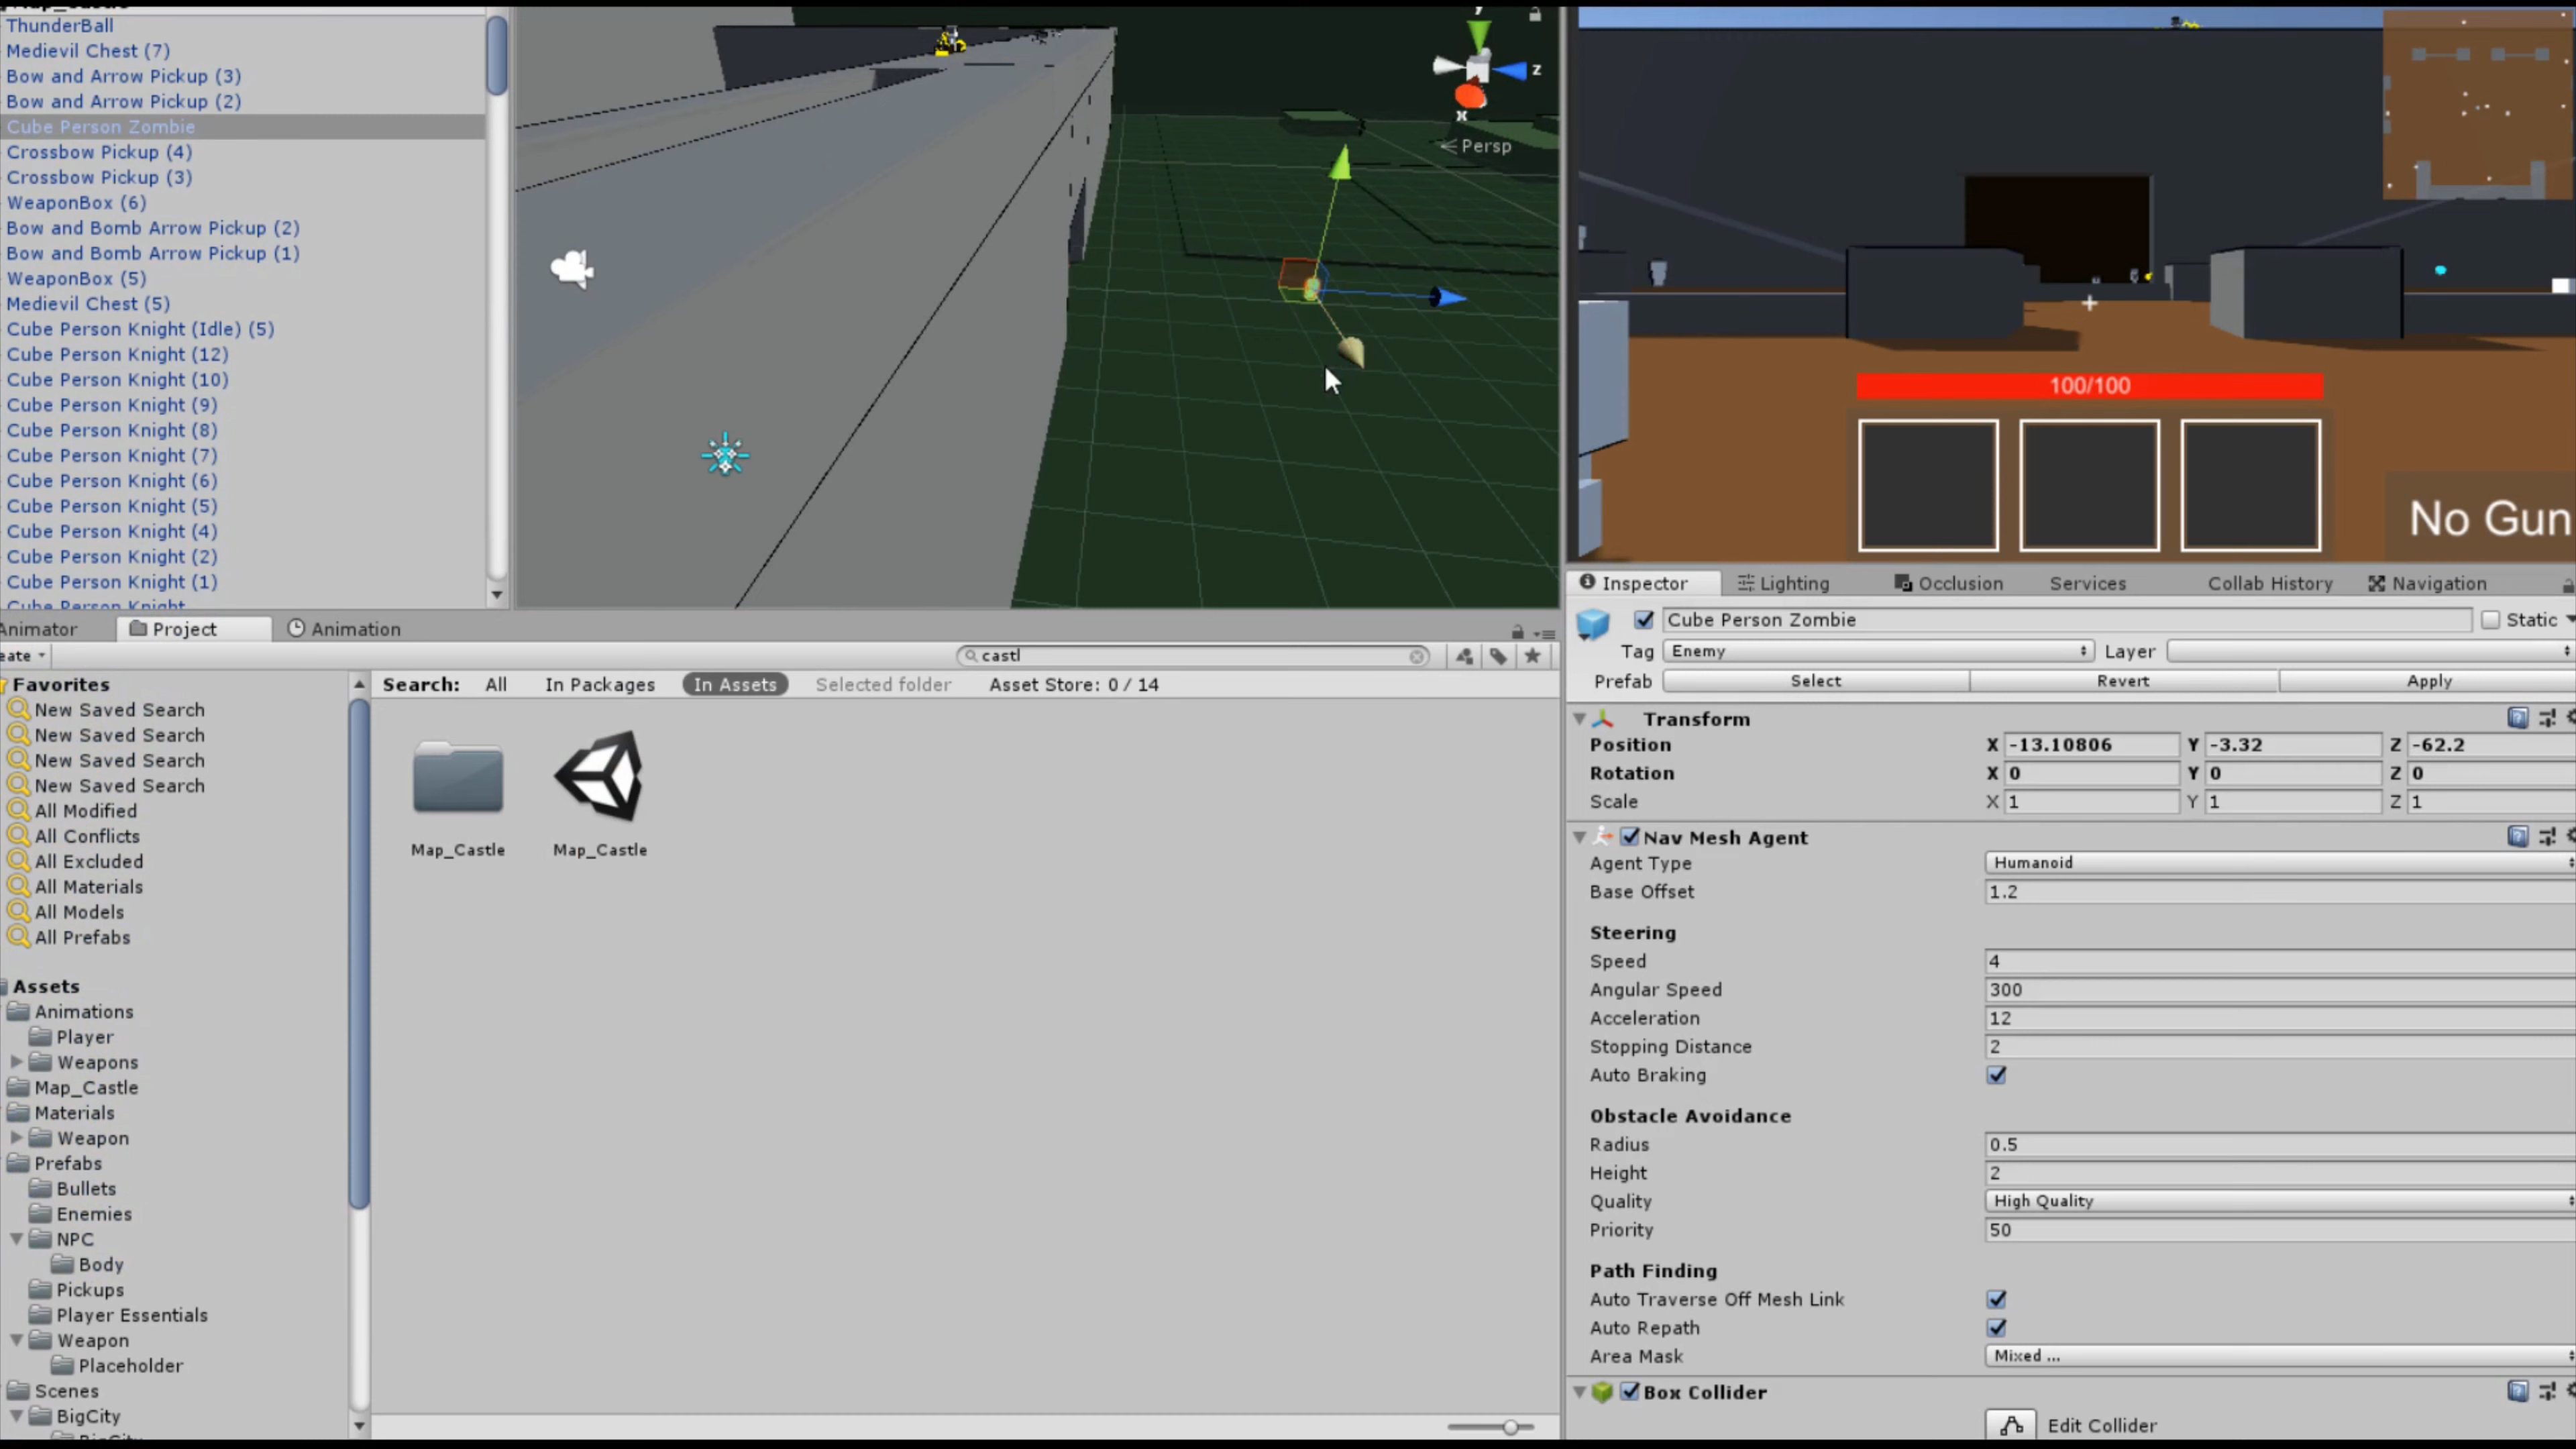 ThunderBall
Medievil Chest (7)
Bow and Arrow Pickup (3)
Bow and Arrow Pickup (2)
Cube Person Zombie
Crossbow Pickup (4)
Crossbow Pickup (3)
WeaponBox (6)
Bow and Bomb Arrow Pickup (2)
Bow and Bomb Arrow Pickup (1)
WeaponBox (5)
Medievil Chest (5)
Cube Person Knight (Idle) (5)
Cube Person Knight (12)
Cube Person Knight (10)
Cube Person Knight (9)
Cube Person Knight (8)
Cube Person Knight (7)
Cube Person Knight (6)
Cube Person Knight (5)
Cube Person Knight (4)
Cube Person Knight (2)
Cube Person Knight (1)
Cube Person Knight
y
z
x
Persp
100/100
No Gun
Animator
Project
Animation
eate
castl
Favorites
New Saved Search
New Saved Search
New Saved Search
New Saved Search
All Modified
All Conflicts
All Excluded
All Materials
All Models
All Prefabs
Assets
Animations
Player
Weapons
Map_Castle
Materials
Weapon
Prefabs
Bullets
Enemies
NPC
Body
Pickups
Player Essentials
Weapon
Placeholder
Scenes
BigCity
Search: All In Packages In Assets Selected folder Asset Store: 0 / 14
Map_Castle
Map_Castle
Inspector Lighting Occlusion Services Collab History Navigation
Cube Person Zombie Static
Tag Enemy Layer
Prefab Select Revert Apply
Transform
Position X -13.10806 Y -3.32 Z -62.2
Rotation X 0 Y 0 Z 0
Scale X 1 Y 1 Z 1
Nav Mesh Agent
Agent Type Humanoid
Base Offset 1.2
Steering
Speed 4
Angular Speed 300
Acceleration 12
Stopping Distance 2
Auto Braking
Obstacle Avoidance
Radius 0.5
Height 2
Quality High Quality
Priority 50
Path Finding
Auto Traverse Off Mesh Link
Auto Repath
Area Mask Mixed ...
Box Collider
Edit Collider